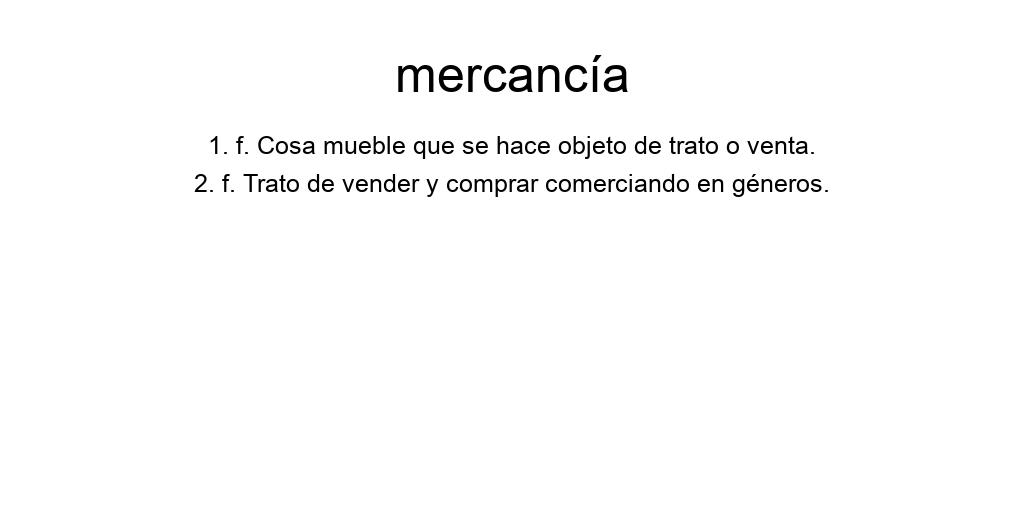 mercancía
1. f. Cosa mueble que se hace objeto de trato o venta.
2. f. Trato de vender y comprar comerciando en géneros.